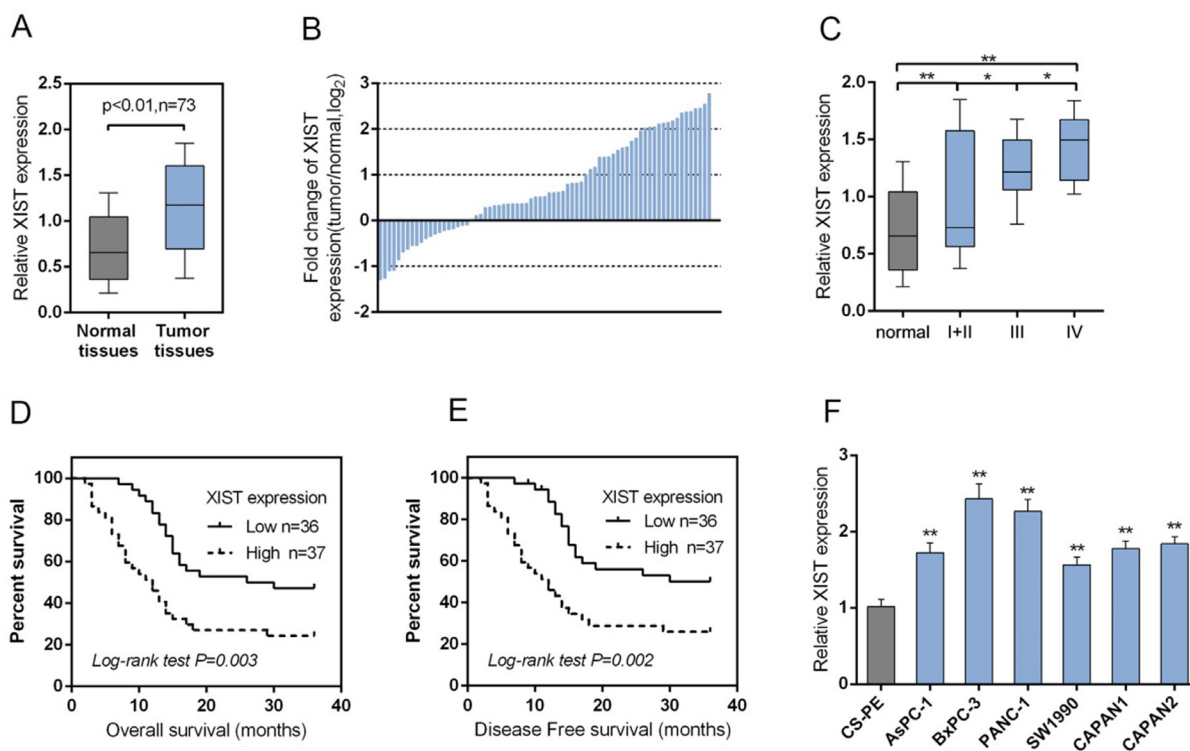 A
Relative XIST expression
2.5
2.0
1.5
1.0
0.5
0.0
p<0.01,n=73
Normal
tissues
Tumor
tissues
B
Fold change of XIST
expression(tumor/normal,log2)
3
2
1
0
-1
-2
C
Relative XIST expression
2.0
1.5
1.0
0.5
0.0
**
** * *
normal I+II III IV
D
Percent survival
100
80
60
40
20
0
XIST expression
Low n=36
High n=37
Log-rank test P=0.003
0 10 20 30 40
Overall survival (months)
E
Percent survival
100
80
60
40
20
0
XIST expression
Low n=36
High n=37
Log-rank test P=0.002
0 10 20 30 40
Disease Free survival (months)
F
Relative XIST expression
3
2
1
0
** ** ** ** ** **
CS-PE AsPC-1 BxPC-3 PANC-1 SW1990 CAPAN1 CAPAN2